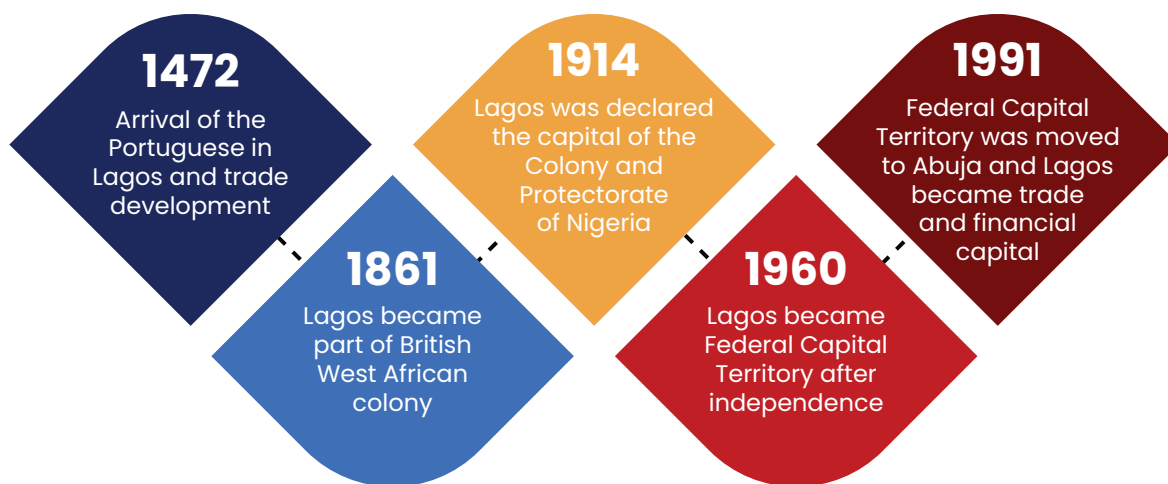 1472
Arrival of the
Portuguese in
Lagos and trade
development
1861
Lagos became
part of British
West African
colony
1914
Lagos was declared
the capital of the
Colony and
Protectorate
of Nigeria
1960
Lagos became
Federal Capital
Territory after
independence
1991
Federal Capital
Territory was moved
to Abuja and Lagos
became trade
and financial
capital